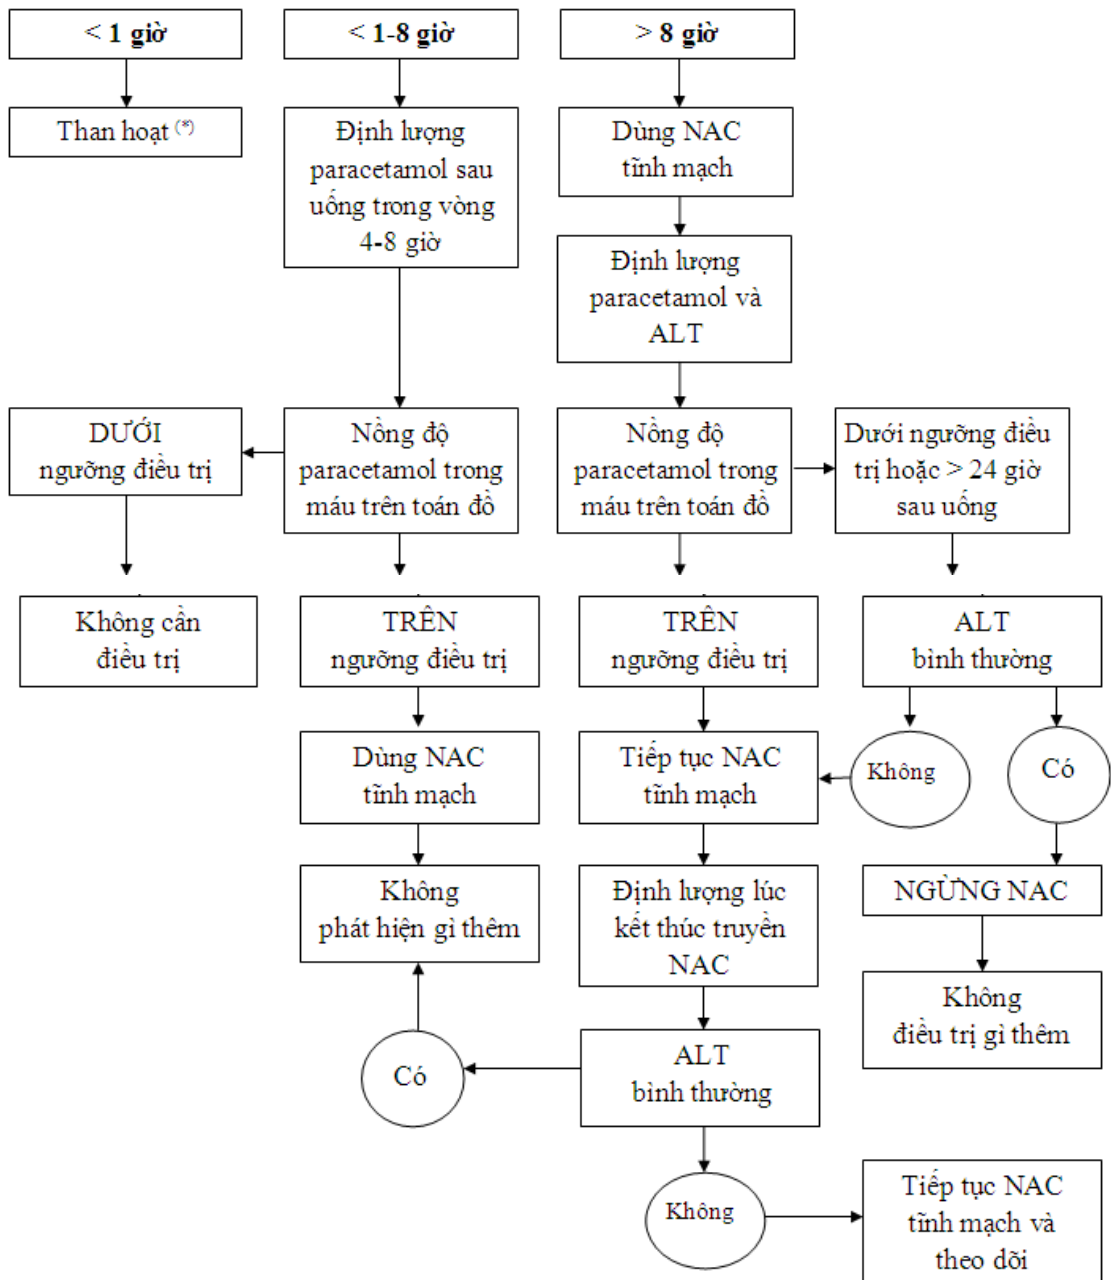 < 1 giờ
< 1-8 giờ
> 8 giờ
Than hoạt (*)
Định lượng
paracetamol sau
uống trong vòng
4-8 giờ
Dùng NAC
tĩnh mạch
Định lượng
paracetamol và
ALT
DƯỚI
ngưỡng điều trị
Nồng độ
paracetamol trong
máu trên toán đồ
Nồng độ
paracetamol trong
máu trên toán đồ
Dưới ngưỡng điều
trị hoặc > 24 giờ
sau uống
Không cần
điều trị
TRÊN
ngưỡng điều trị
TRÊN
ngưỡng điều trị
ALT
bình thường
Dùng NAC
tĩnh mạch
Tiếp tục NAC
tĩnh mạch
Không
Có
Không
phát hiện gì thêm
Định lượng lúc
kết thúc truyền
NAC
NGỪNG NAC
Không
điều trị gì thêm
Có
ALT
bình thường
Không
Tiếp tục NAC
tĩnh mạch và
theo dõi